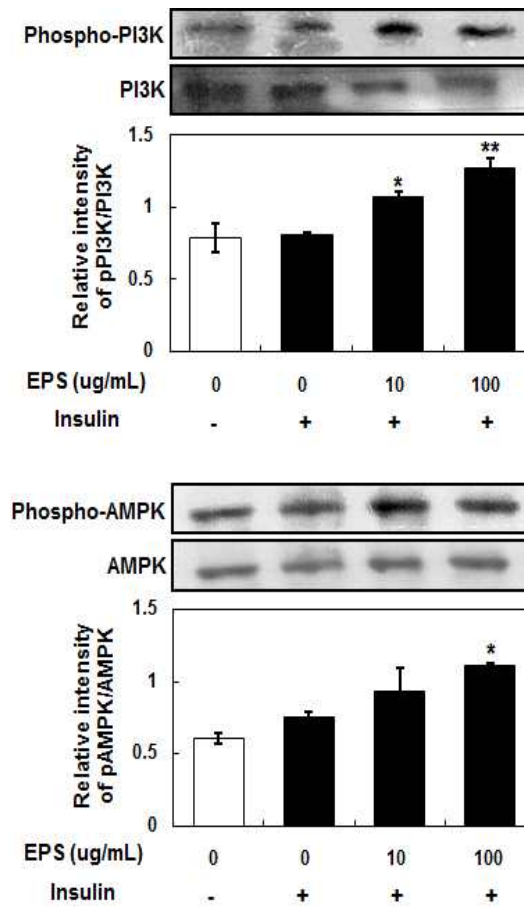 Phospho-PI3K
PI3K
Relative intensity
of pPI3K/PI3K
1.5
1
0.5
0
* **
EPS (ug/mL) 0 0 10 100
Insulin - + + +
Phospho-AMPK
AMPK
Relative intensity
of pAMPK/AMPK
1.5
1
0.5
0
*
EPS (ug/mL) 0 0 10 100
Insulin - + + +